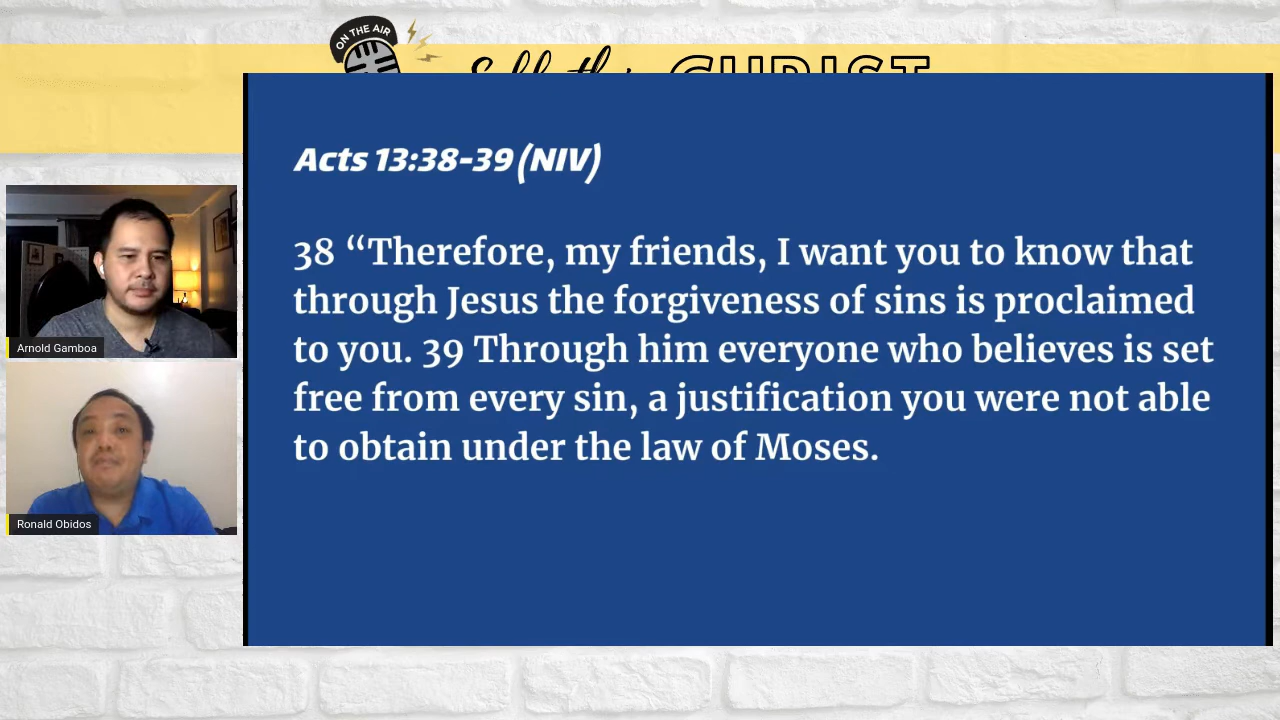 ON THE AIR
CHRIST
Acts 13:38-39 (NIV)
38 “Therefore, my friends, I want you to know that
through Jesus the forgiveness of sins is proclaimed
to you. 39 Through him everyone who believes is set
free from every sin, a justification you were not able
to obtain under the law of Moses.
Arnold Gamboa
Ronald Obidos